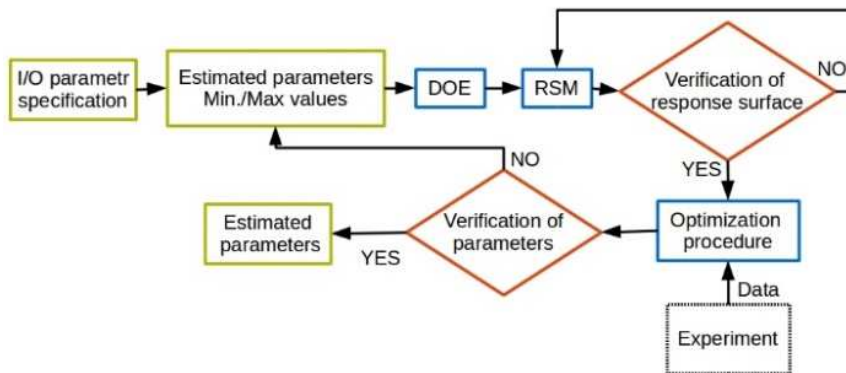 I/O parametr
specification
Estimated parameters
Min./Max values
DOE
RSM
Verification of
response surface
NO
YES
NO
Estimated
parameters
YES
Verification of
parameters
Optimization
procedure
Data
Experiment